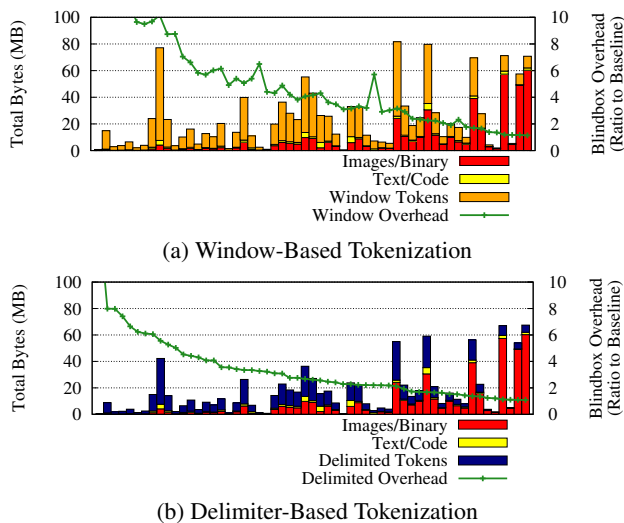 Total Bytes (MB)
100
80
60
40
20
0
10
8
6
4
2
0
Blindbox Overhead
(Ratio to Baseline)
Images/Binary
Text/Code
Window Tokens
Window Overhead
(a) Window-Based Tokenization
Total Bytes (MB)
100
80
60
40
20
0
10
8
6
4
2
0
Blindbox Overhead
(Ratio to Baseline)
Images/Binary
Text/Code
Delimited Tokens
Delimited Overhead
(b) Delimiter-Based Tokenization